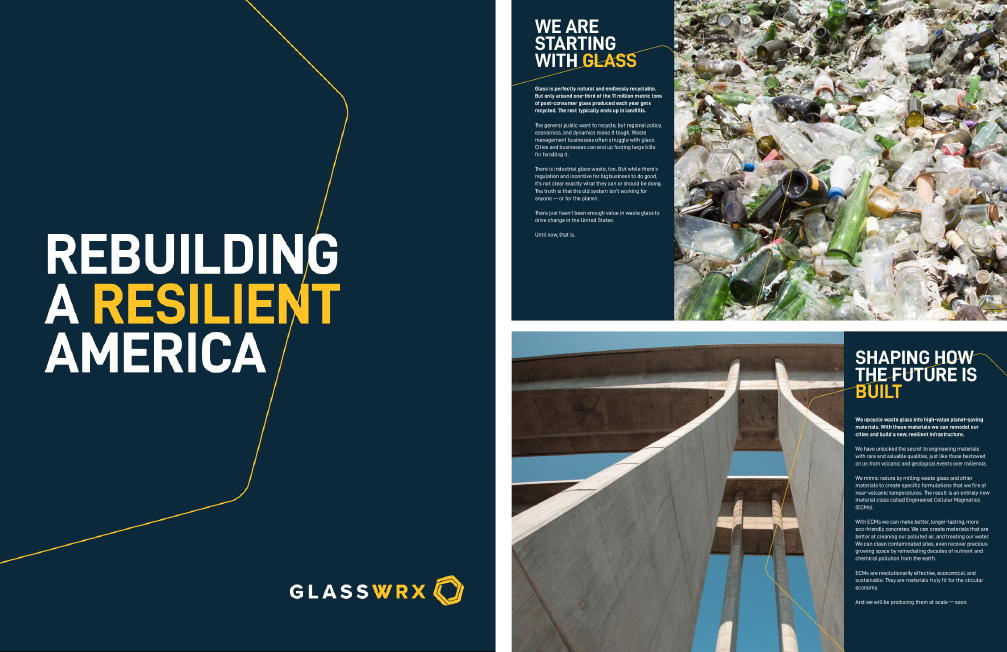 REBUILDING
A RESILIENT
AMERICA
GLASSWRX
WE ARE
STARTING
WITH GLASS
Glass is perfectly natural and endlessly recyclable.
But only around one-third of the 11 million metric tons
of post-consumer glass produced each year gets
recycled. The rest typically ends up in landfills.
The general public want to recycle, but regional policy,
economics, and dynamics make it tough. Waste
management businesses often struggle with glass.
Cities and businesses can end up footing large bills
for handling it.
There is industrial glass waste, too. But while there's
regulation and incentive for big business to do good,
it's not clear exactly what they can or should be doing.
The truth is that the old system isn't working for
anyone — or for the planet.
There just hasn't been enough value in waste glass to
drive change in the United States.
Until now, that is.
SHAPING HOW
THE FUTURE IS
BUILT
We upcycle waste glass into high-value planet-saving
materials. With these materials we can remodel our
cities and build a new, resilient infrastructure.
We have unlocked the secret to engineering materials
with rare and valuable qualities, just like those bestowed
on us from volcanic and geological events over millennia.
We mimic nature by milling waste glass and other
materials to create specific formulations that we fire at
near-volcanic temperatures. The result is an entirely new
material class called Engineered Cellular Magmatics
(ECMs).
With ECMs we can make better, longer-lasting, more
eco-friendly concretes. We can create materials that are
better at cleaning our polluted air, and treating our water.
We can clean contaminated sites, even recover precious
growing space by remediating decades of nutrient and
chemical pollution from the earth.
ECMs are revolutionarily effective, economical, and
sustainable. They are materials truly fit for the circular
economy.
And we will be producing them at scale — soon.